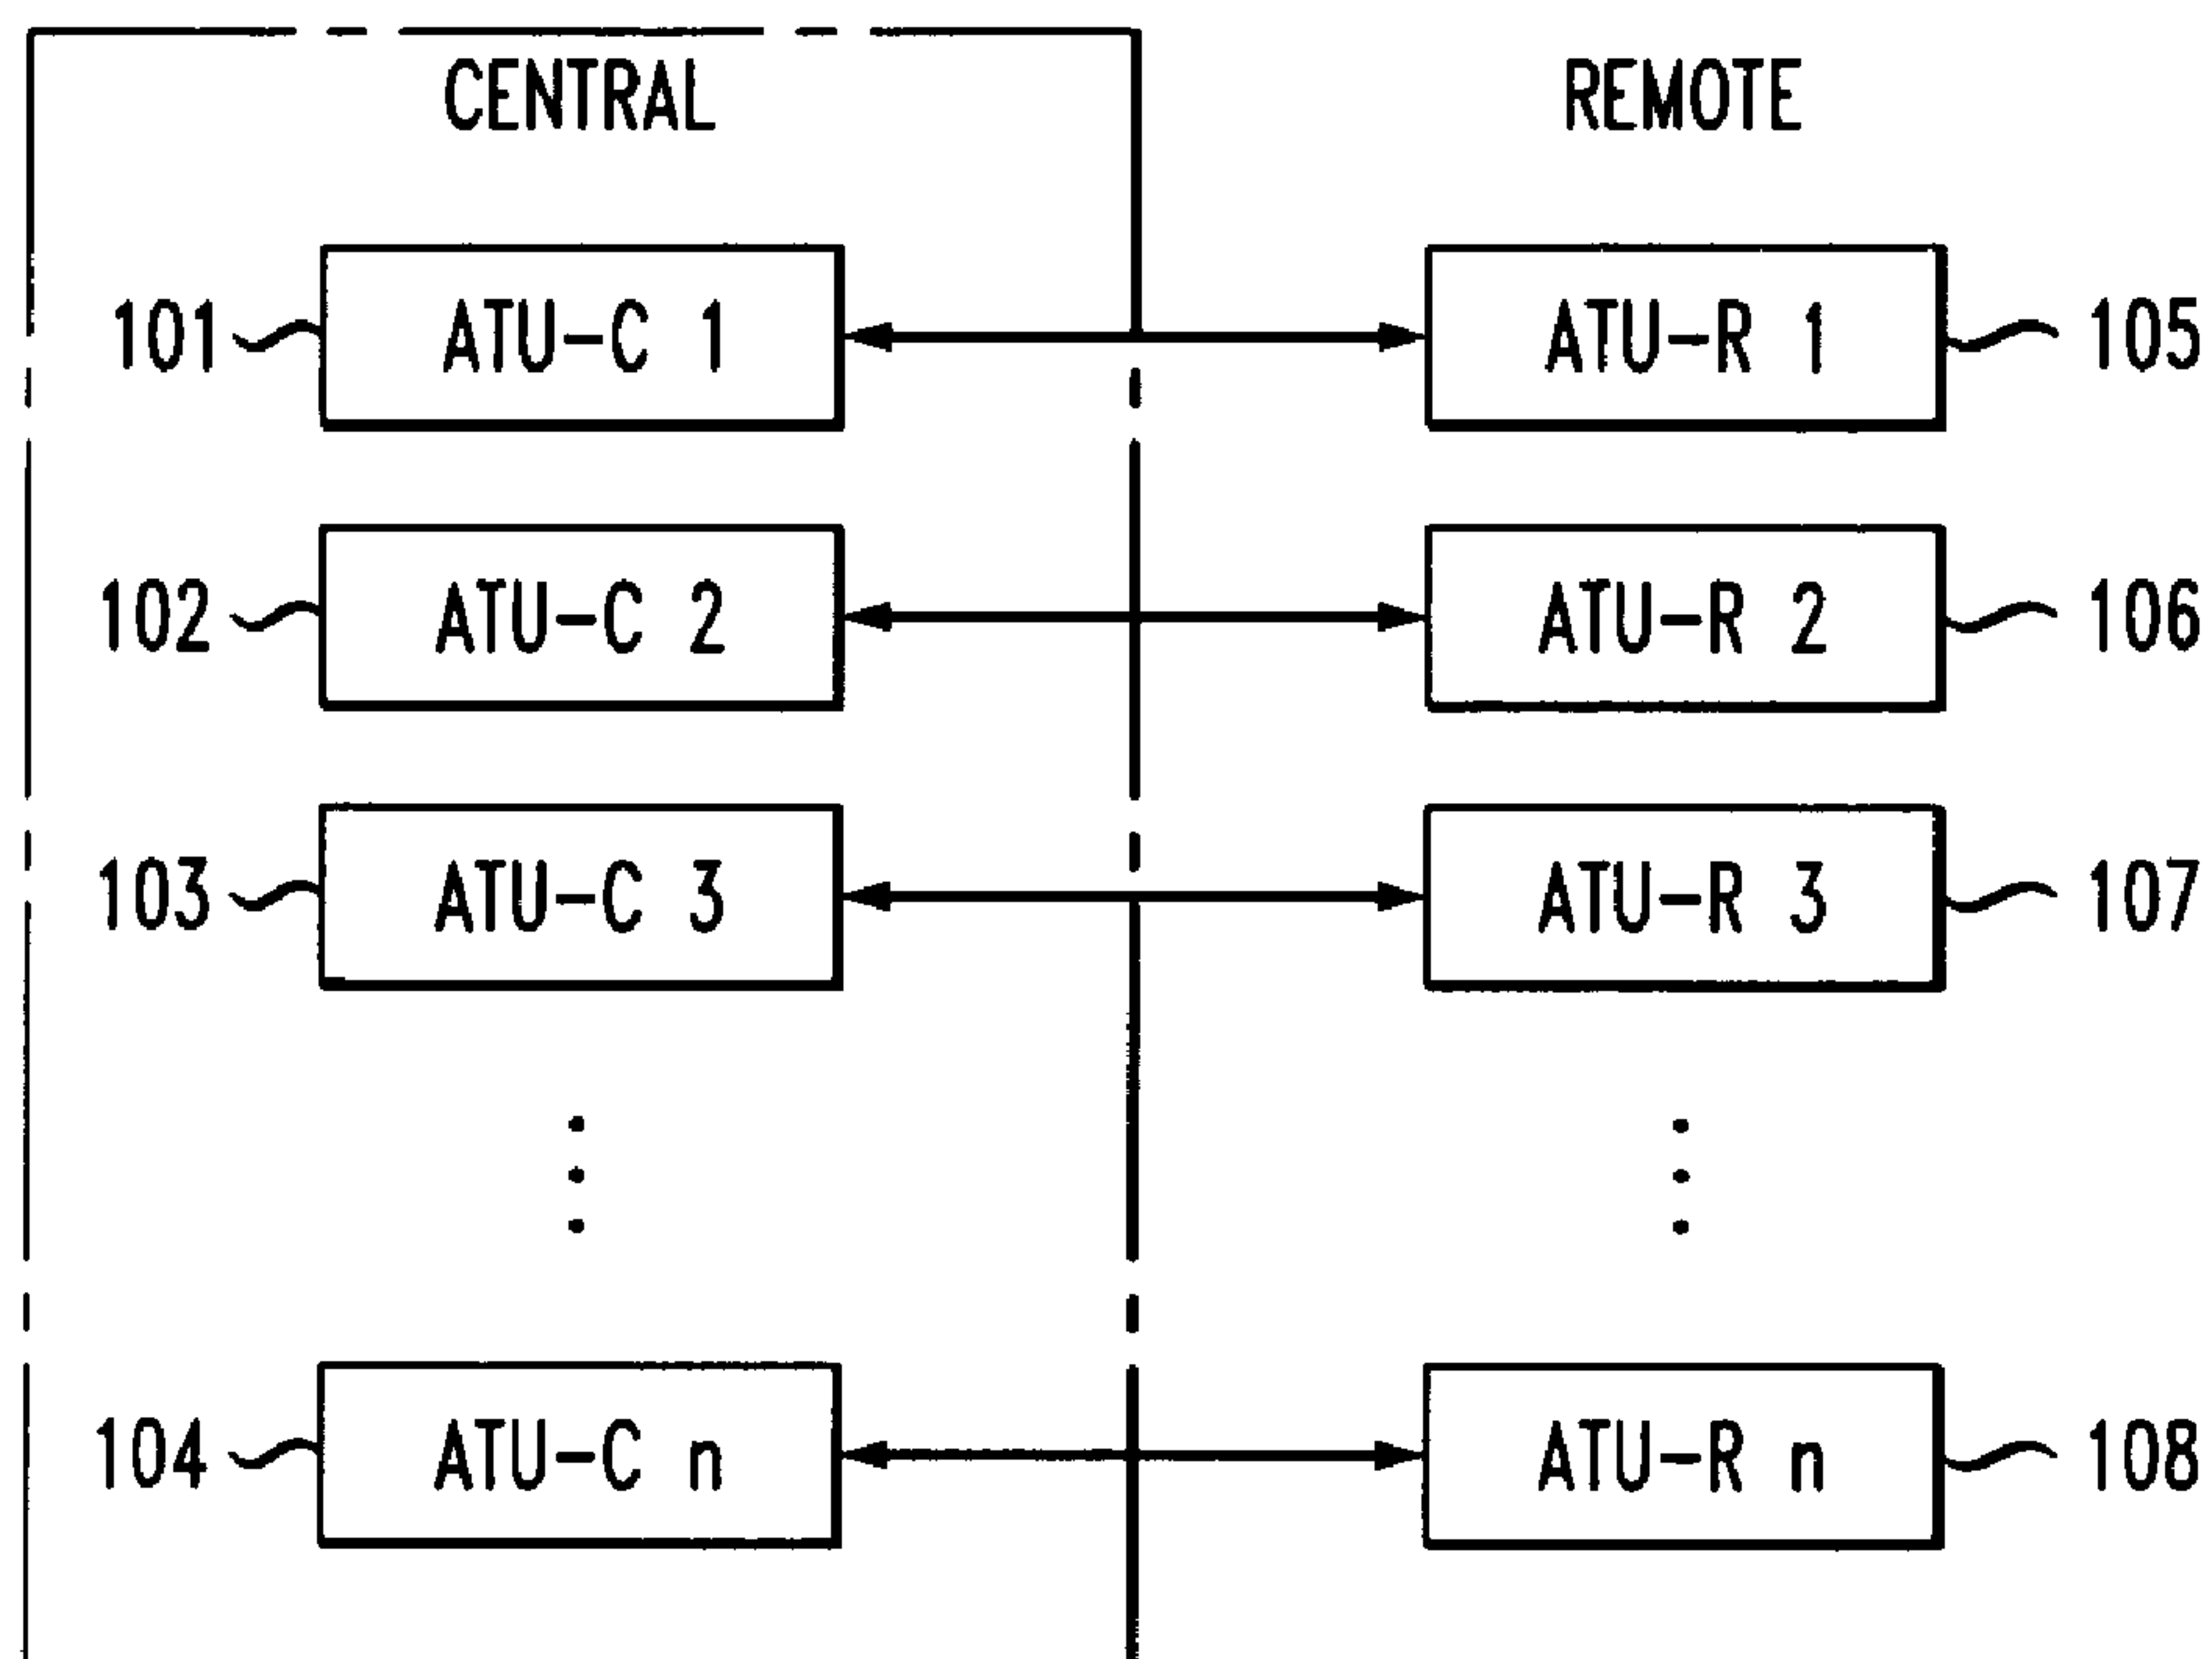 CENTRAL REMOTE
101 ATU-C 1 ATU-R 1 105
102 ATU-C 2 ATU-R 2 106
103 ATU-C 3 ATU-R 3 107
104 ATU-C n ATU-R n 108